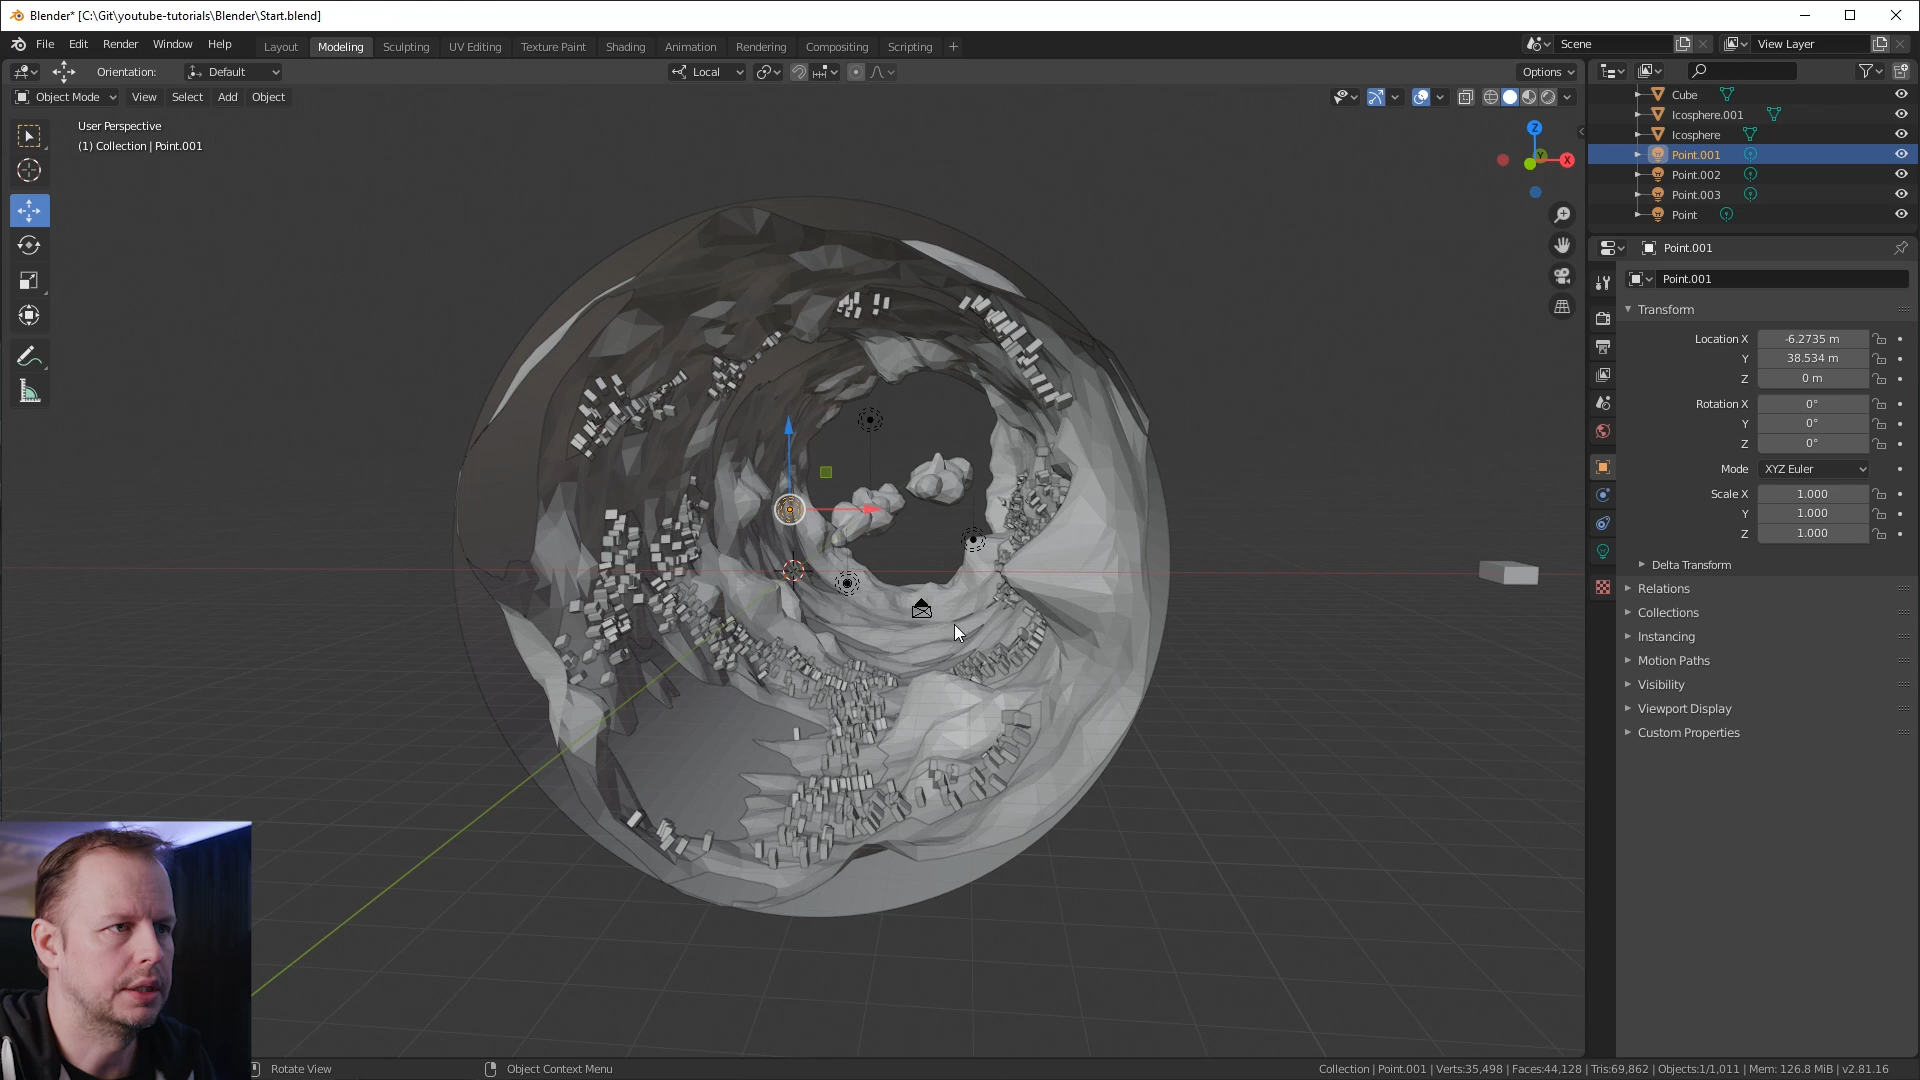 Blender* [C:\Git\youtube-tutorials\Blender\Start.blend]
File Edit Render Window Help
Layout Modeling Sculpting UV Editing Texture Paint Shading Animation Rendering Compositing Scripting +
Scene
View Layer
Orientation: Default
Local
Options
Object Mode View Select Add Object
User Perspective
(1) Collection | Point.001
Z
Y
X
Cube
Icosphere.001
Icosphere
Point.001
Point.002
Point.003
Point
Point.001
Point.001
Transform
Location X -6.2735 m
Y 38.534 m
Z 0 m
Rotation X 0°
Y 0°
Z 0°
Mode XYZ Euler
Scale X 1.000
Y 1.000
Z 1.000
Delta Transform
Relations
Collections
Instancing
Motion Paths
Visibility
Viewport Display
Custom Properties
Rotate View
Object Context Menu
Collection | Point.001 | Verts:35,498 | Faces:44,128 | Tris:69,862 | Objects:1/1,011 | Mem: 126.8 MiB | v2.81.16